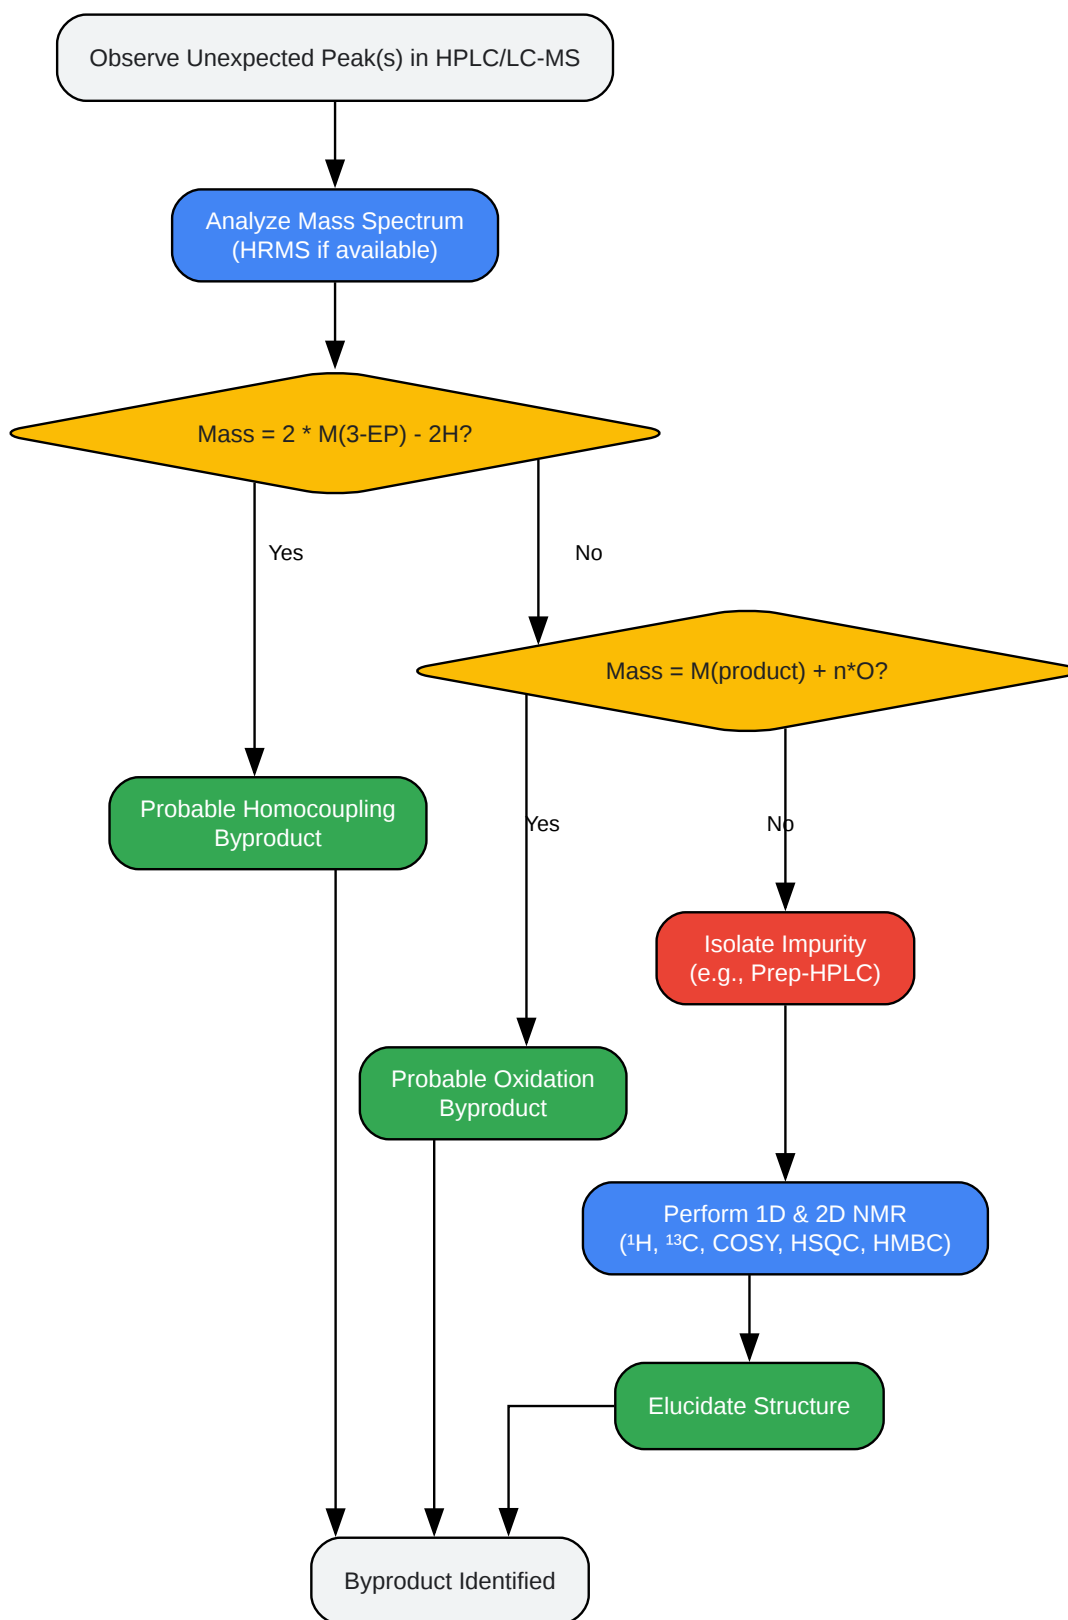 Observe Unexpected Peak(s) in HPLC/LC-MS
Analyze Mass Spectrum
(HRMS if available)
Mass = 2 * M(3-EP) - 2H?
Yes
No
Mass = M(product) + n*O?
Probable Homocoupling
Byproduct
Yes
No
Isolate Impurity
(e.g., Prep-HPLC)
Probable Oxidation
Byproduct
Perform 1D & 2D NMR
(¹H, ¹³C, COSY, HSQC, HMBC)
Elucidate Structure
Byproduct Identified